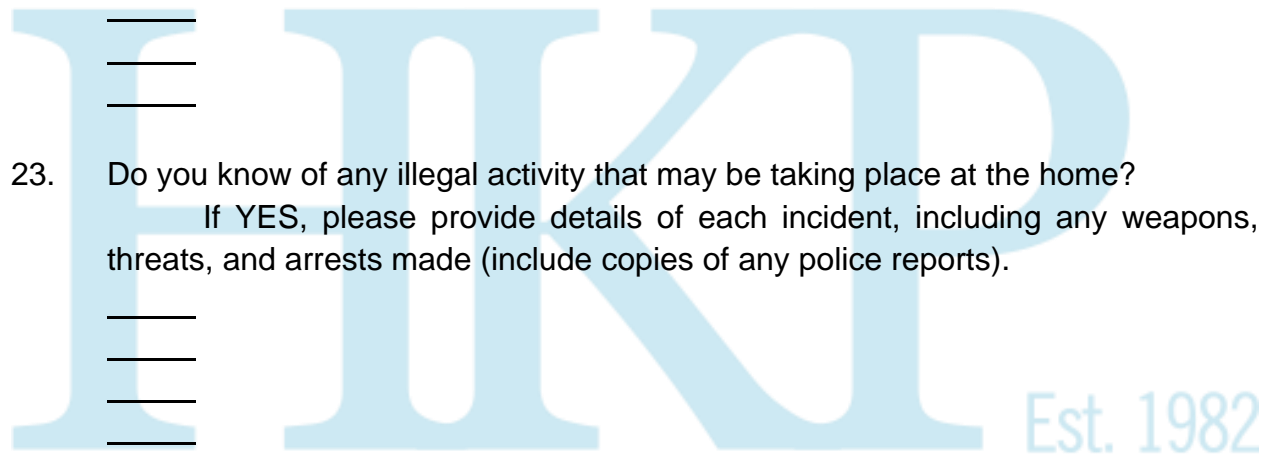 HKP
23. Do you know of any illegal activity that may be taking place at the home?
If YES, please provide details of each incident, including any weapons,
threats, and arrests made (include copies of any police reports).
Est. 1982